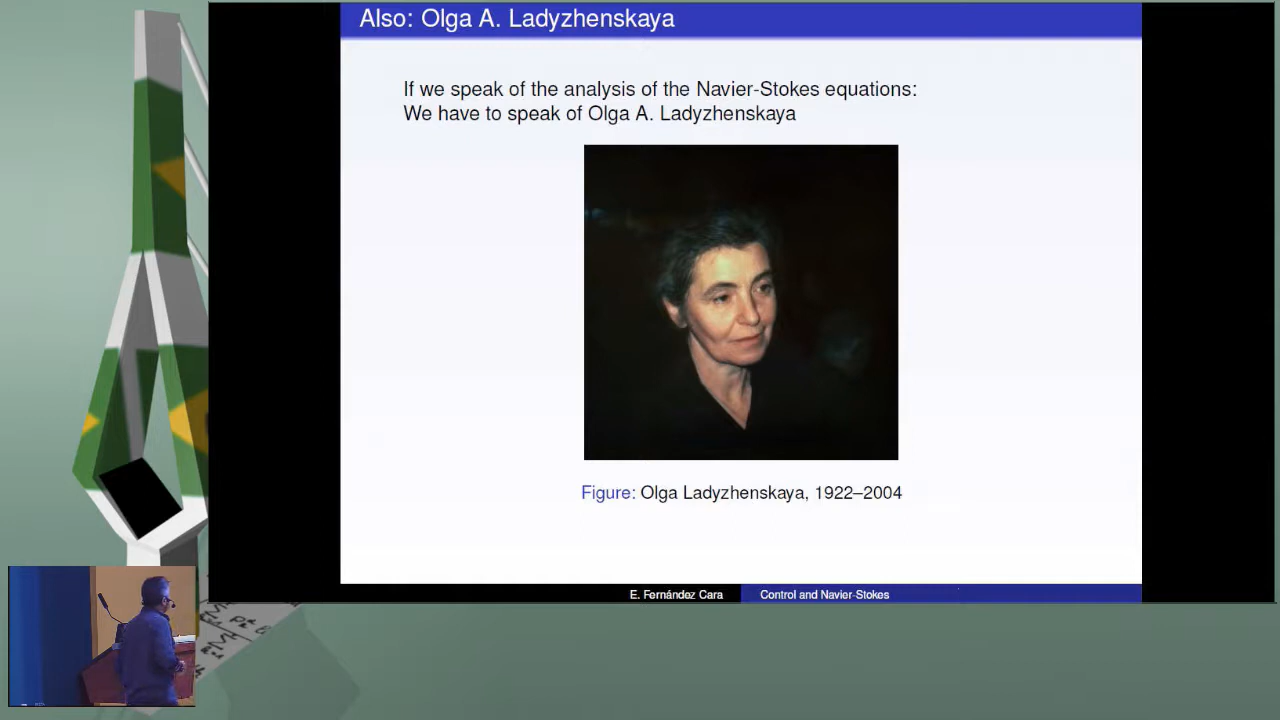 Also: Olga A. Ladyzhenskaya
If we speak of the analysis of the Navier-Stokes equations:
We have to speak of Olga A. Ladyzhenskaya
Figure: Olga Ladyzhenskaya, 1922–2004
E. Fernández Cara
Control and Navier-Stokes